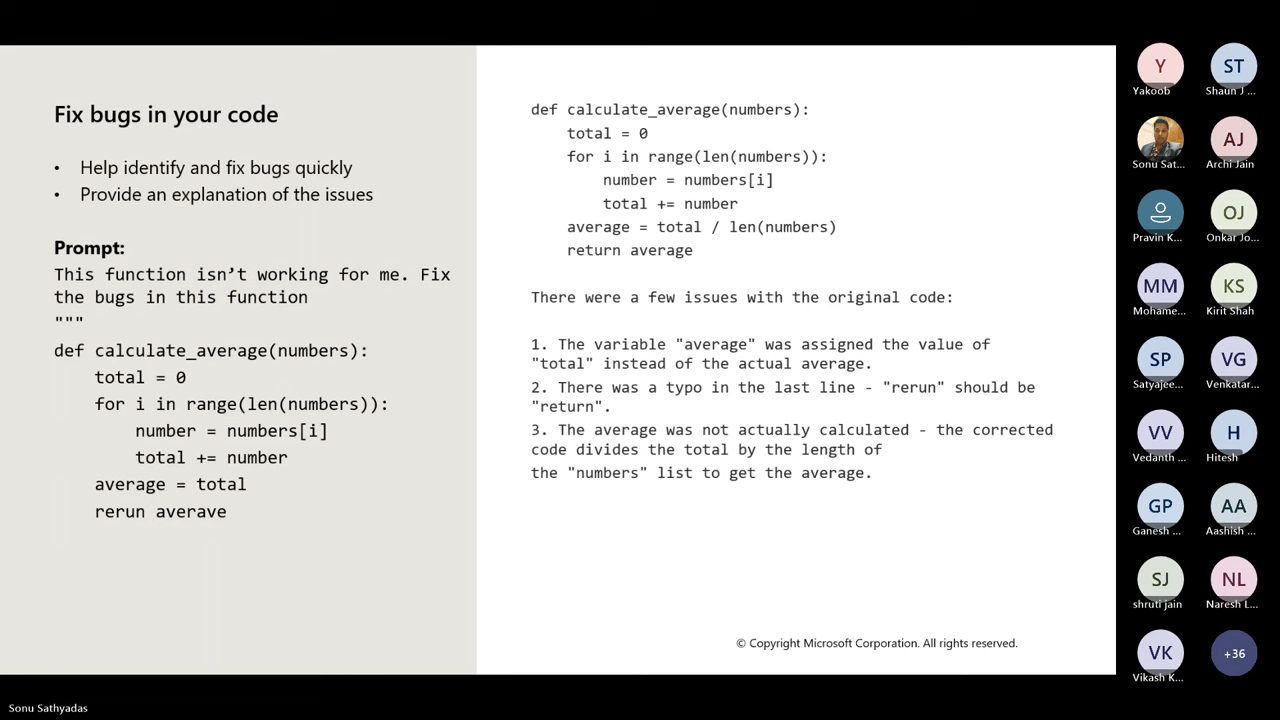 Fix bugs in your code
• Help identify and fix bugs quickly
• Provide an explanation of the issues
Prompt:
This function isn’t working for me. Fix
the bugs in this function
"""
def calculate_average(numbers):
    total = 0
    for i in range(len(numbers)):
        number = numbers[i]
        total += number
    average = total
    rerun averave
def calculate_average(numbers):
    total = 0
    for i in range(len(numbers)):
        number = numbers[i]
        total += number
    average = total / len(numbers)
    return average
There were a few issues with the original code:
1. The variable "average" was assigned the value of
"total" instead of the actual average.
2. There was a typo in the last line - "rerun" should be
"return".
3. The average was not actually calculated - the corrected
code divides the total by the length of
the "numbers" list to get the average.
© Copyright Microsoft Corporation. All rights reserved.
Y
Yakoob
ST
Shaun J ...
Sonu Sat...
AJ
Archi Jain
Pravin K...
OJ
Onkar Jo...
MM
Mohame...
KS
Kirit Shah
SP
Satyajee...
VG
Venkatar...
VV
Vedanth ...
H
Hitesh
GP
Ganesh ...
AA
Aashish ...
SJ
shruti jain
NL
Naresh L...
VK
Vikash K...
+36
Sonu Sathyadas